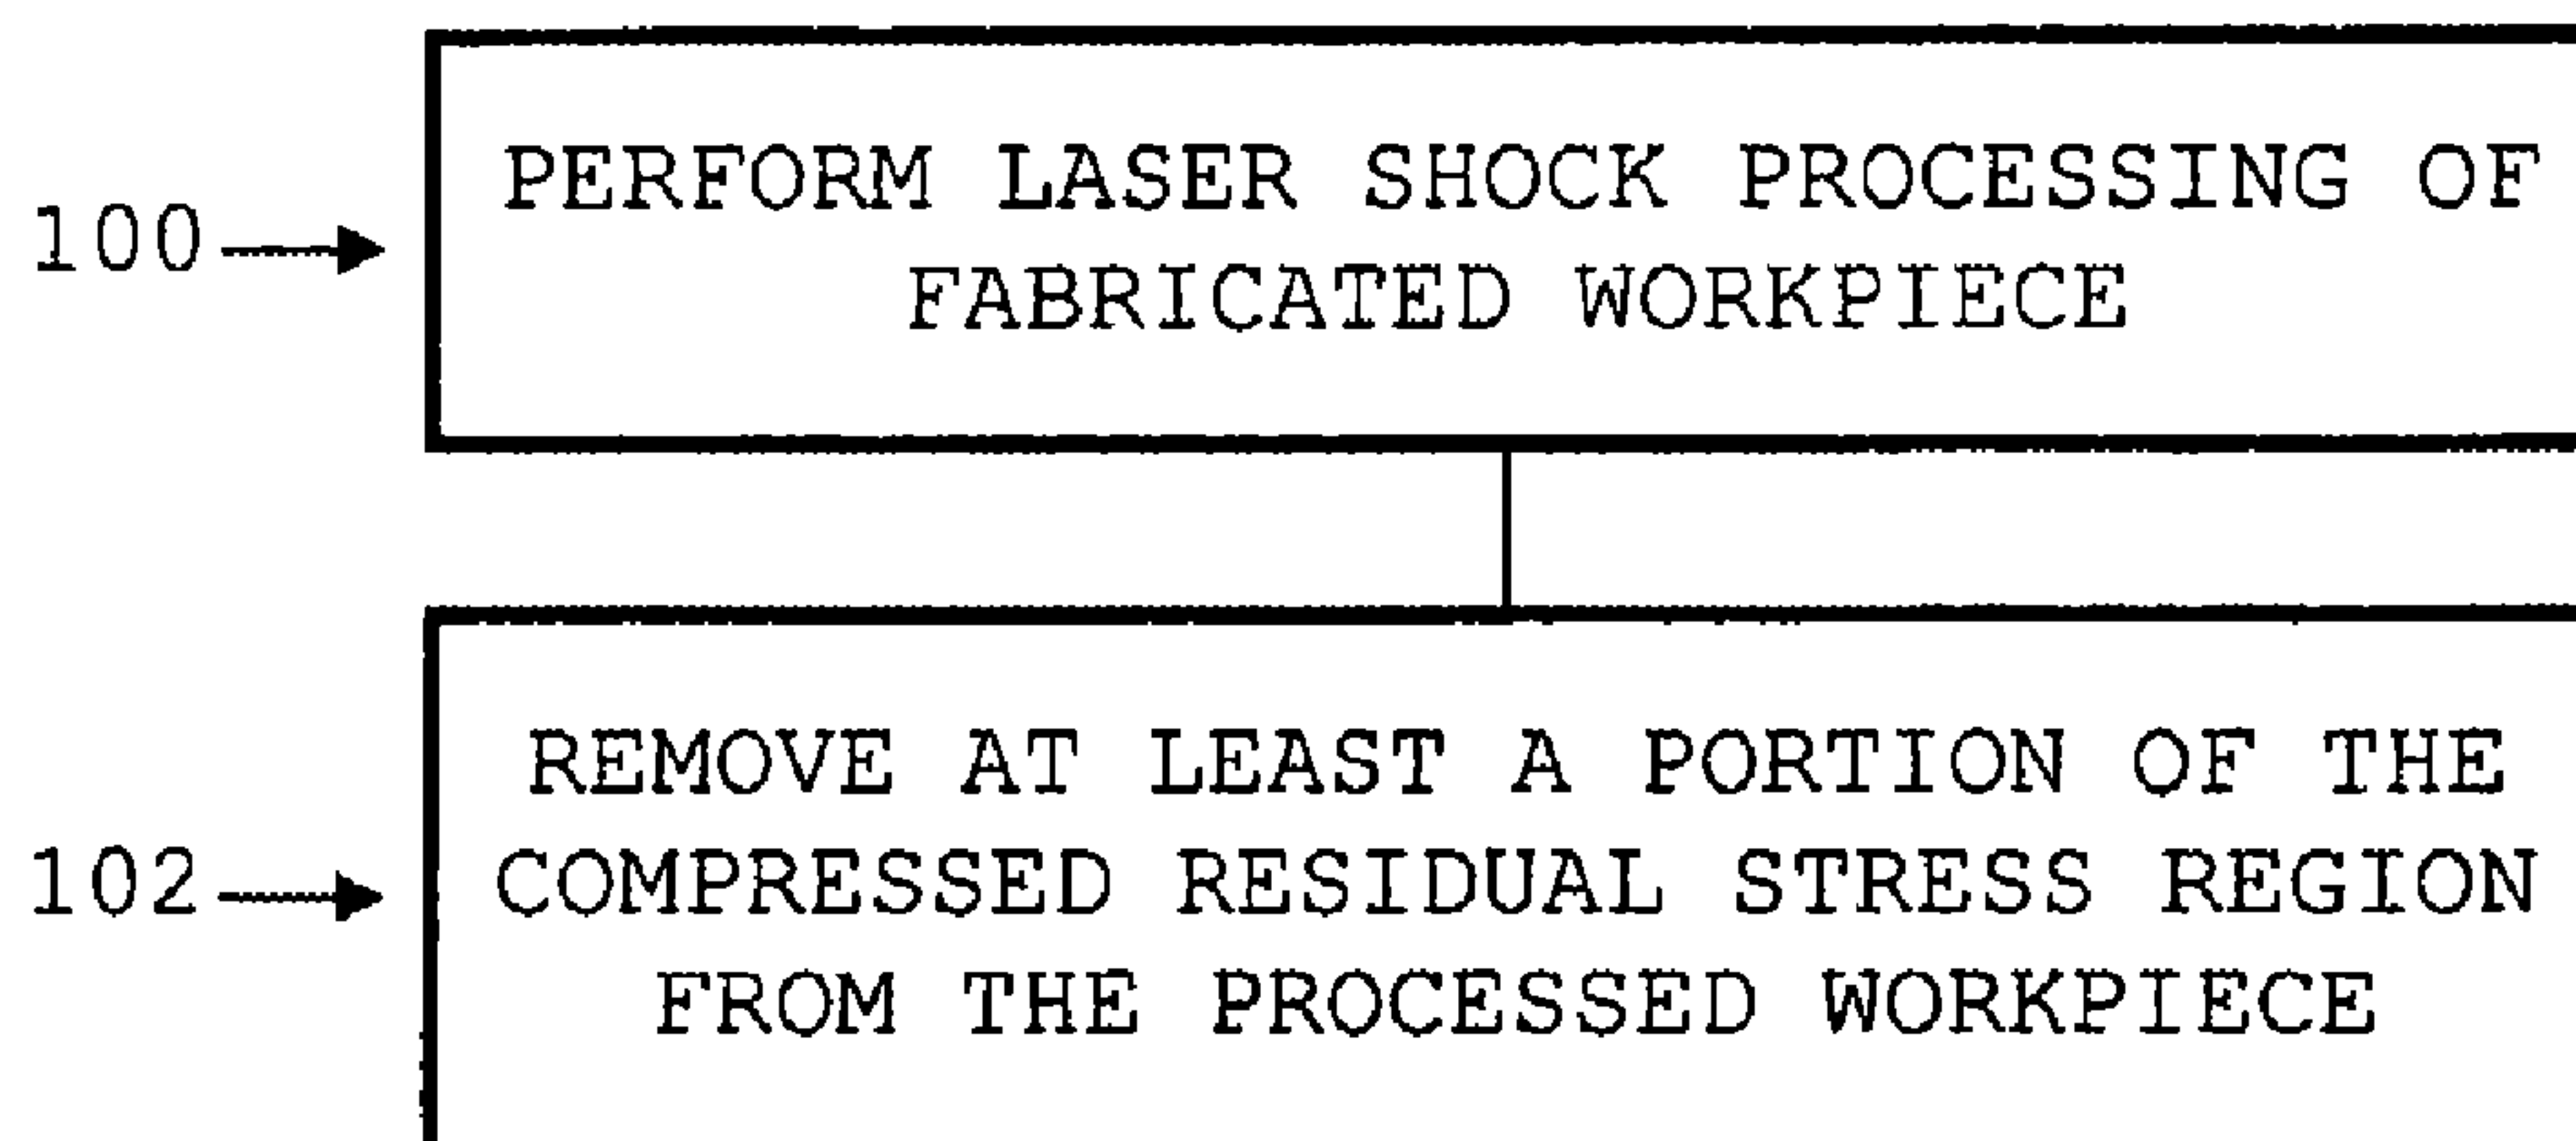 PERFORM LASER SHOCK PROCESSING OF
100
FABRICATED WORKPIECE
REMOVE AT LEAST A PORTION OF THE
102
COMPRESSED RESIDUAL STRESS REGION
FROM THE PROCESSED WORKPIECE